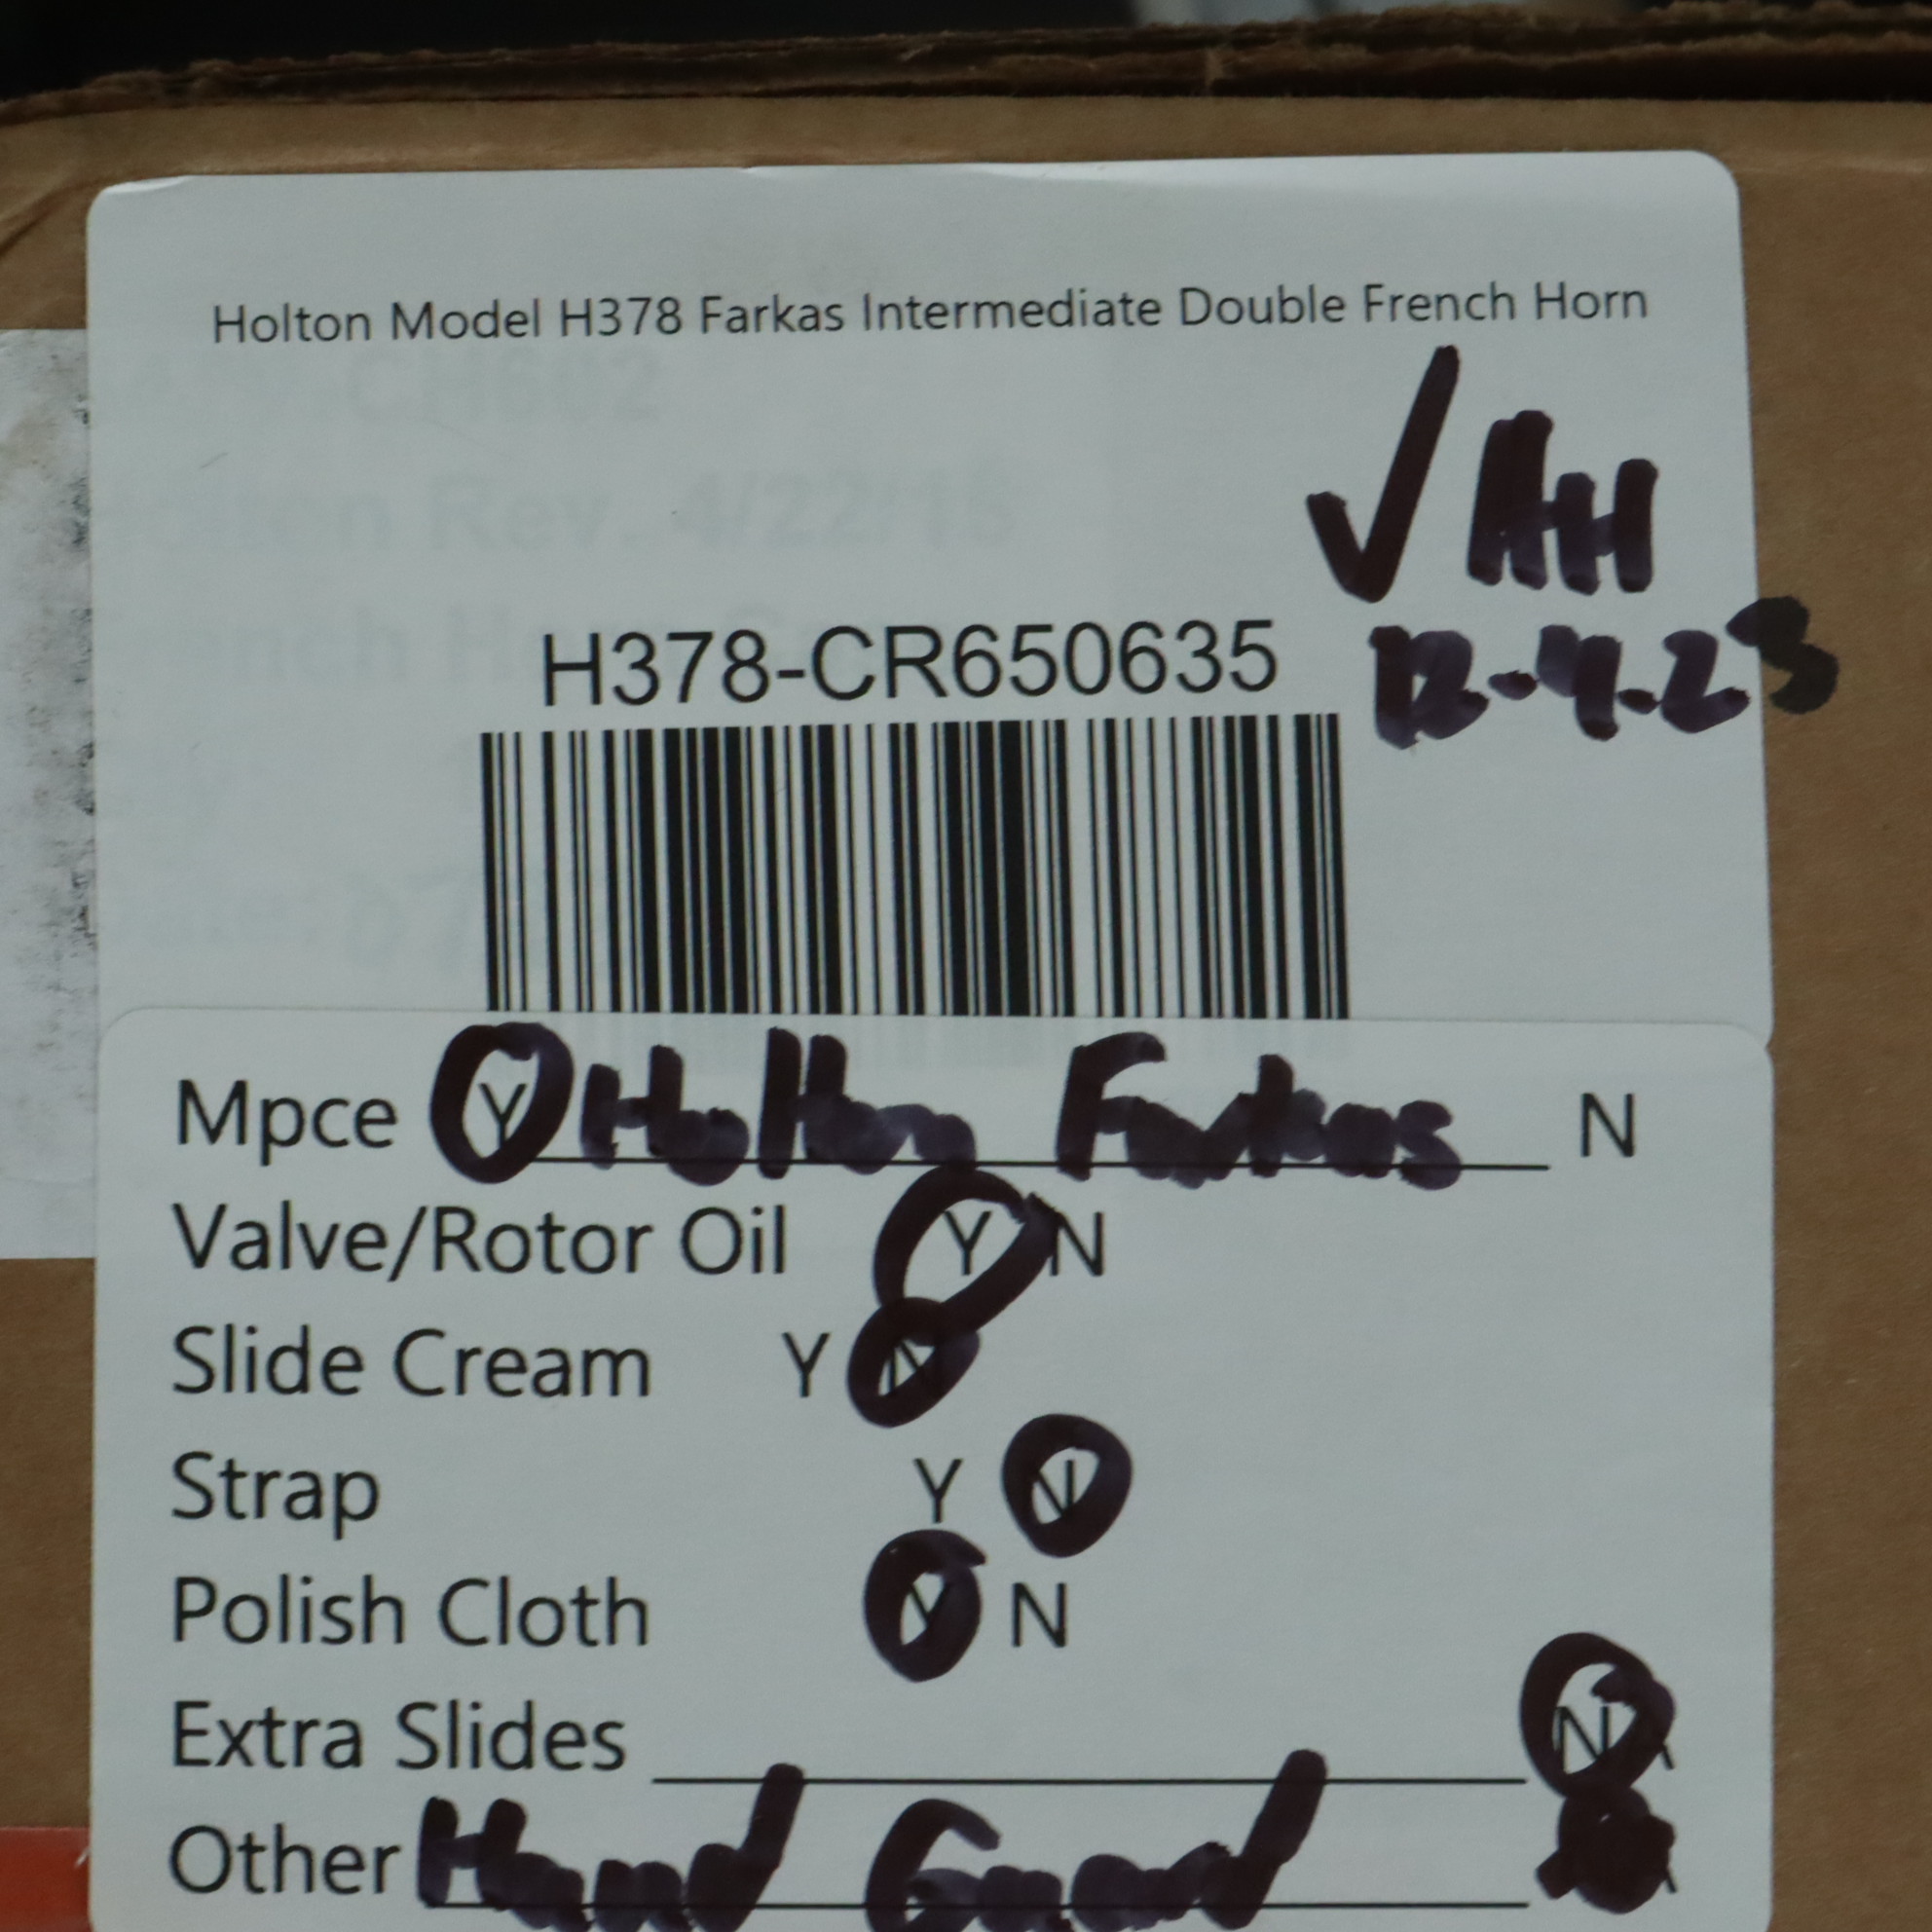 Holton Model H378 Farkas Intermediate Double French Horn
✓ AH
H378-CR650635 12-4-23
Mpce Y Holton Farkas N
Valve/Rotor Oil Y N
Slide Cream Y N
Strap Y N
Polish Cloth Y N
Extra Slides N
Other Hand Guard